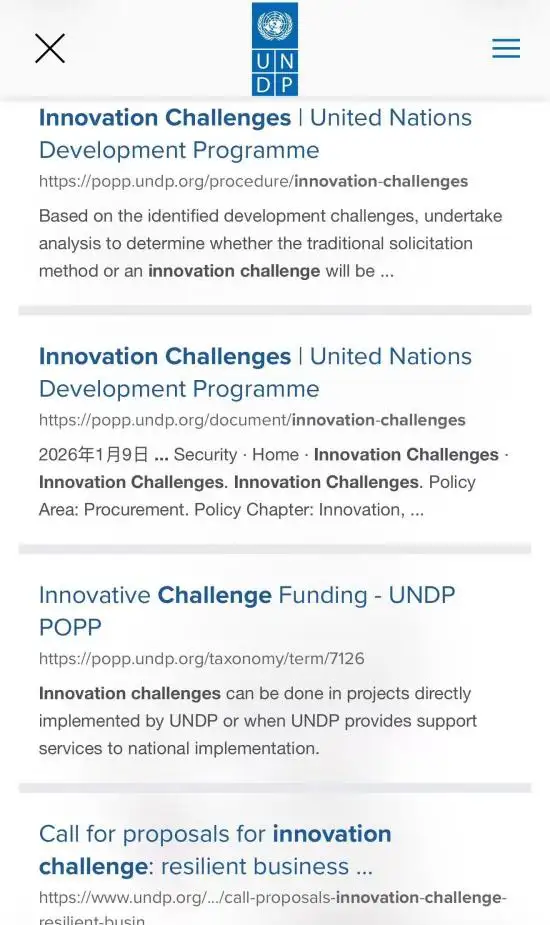 U N
D P
Innovation Challenges | United Nations
Development Programme
https://popp.undp.org/procedure/innovation-challenges
Based on the identified development challenges, undertake
analysis to determine whether the traditional solicitation
method or an innovation challenge will be ...
Innovation Challenges | United Nations
Development Programme
https://popp.undp.org/document/innovation-challenges
2026年1月9日 ... Security · Home · Innovation Challenges ·
Innovation Challenges. Innovation Challenges. Policy
Area: Procurement. Policy Chapter: Innovation, ...
Innovative Challenge Funding - UNDP
POPP
https://popp.undp.org/taxonomy/term/7126
Innovation challenges can be done in projects directly
implemented by UNDP or when UNDP provides support
services to national implementation.
Call for proposals for innovation
challenge: resilient business ...
https://www.undp.org/.../call-proposals-innovation-challenge-
resilient-busin